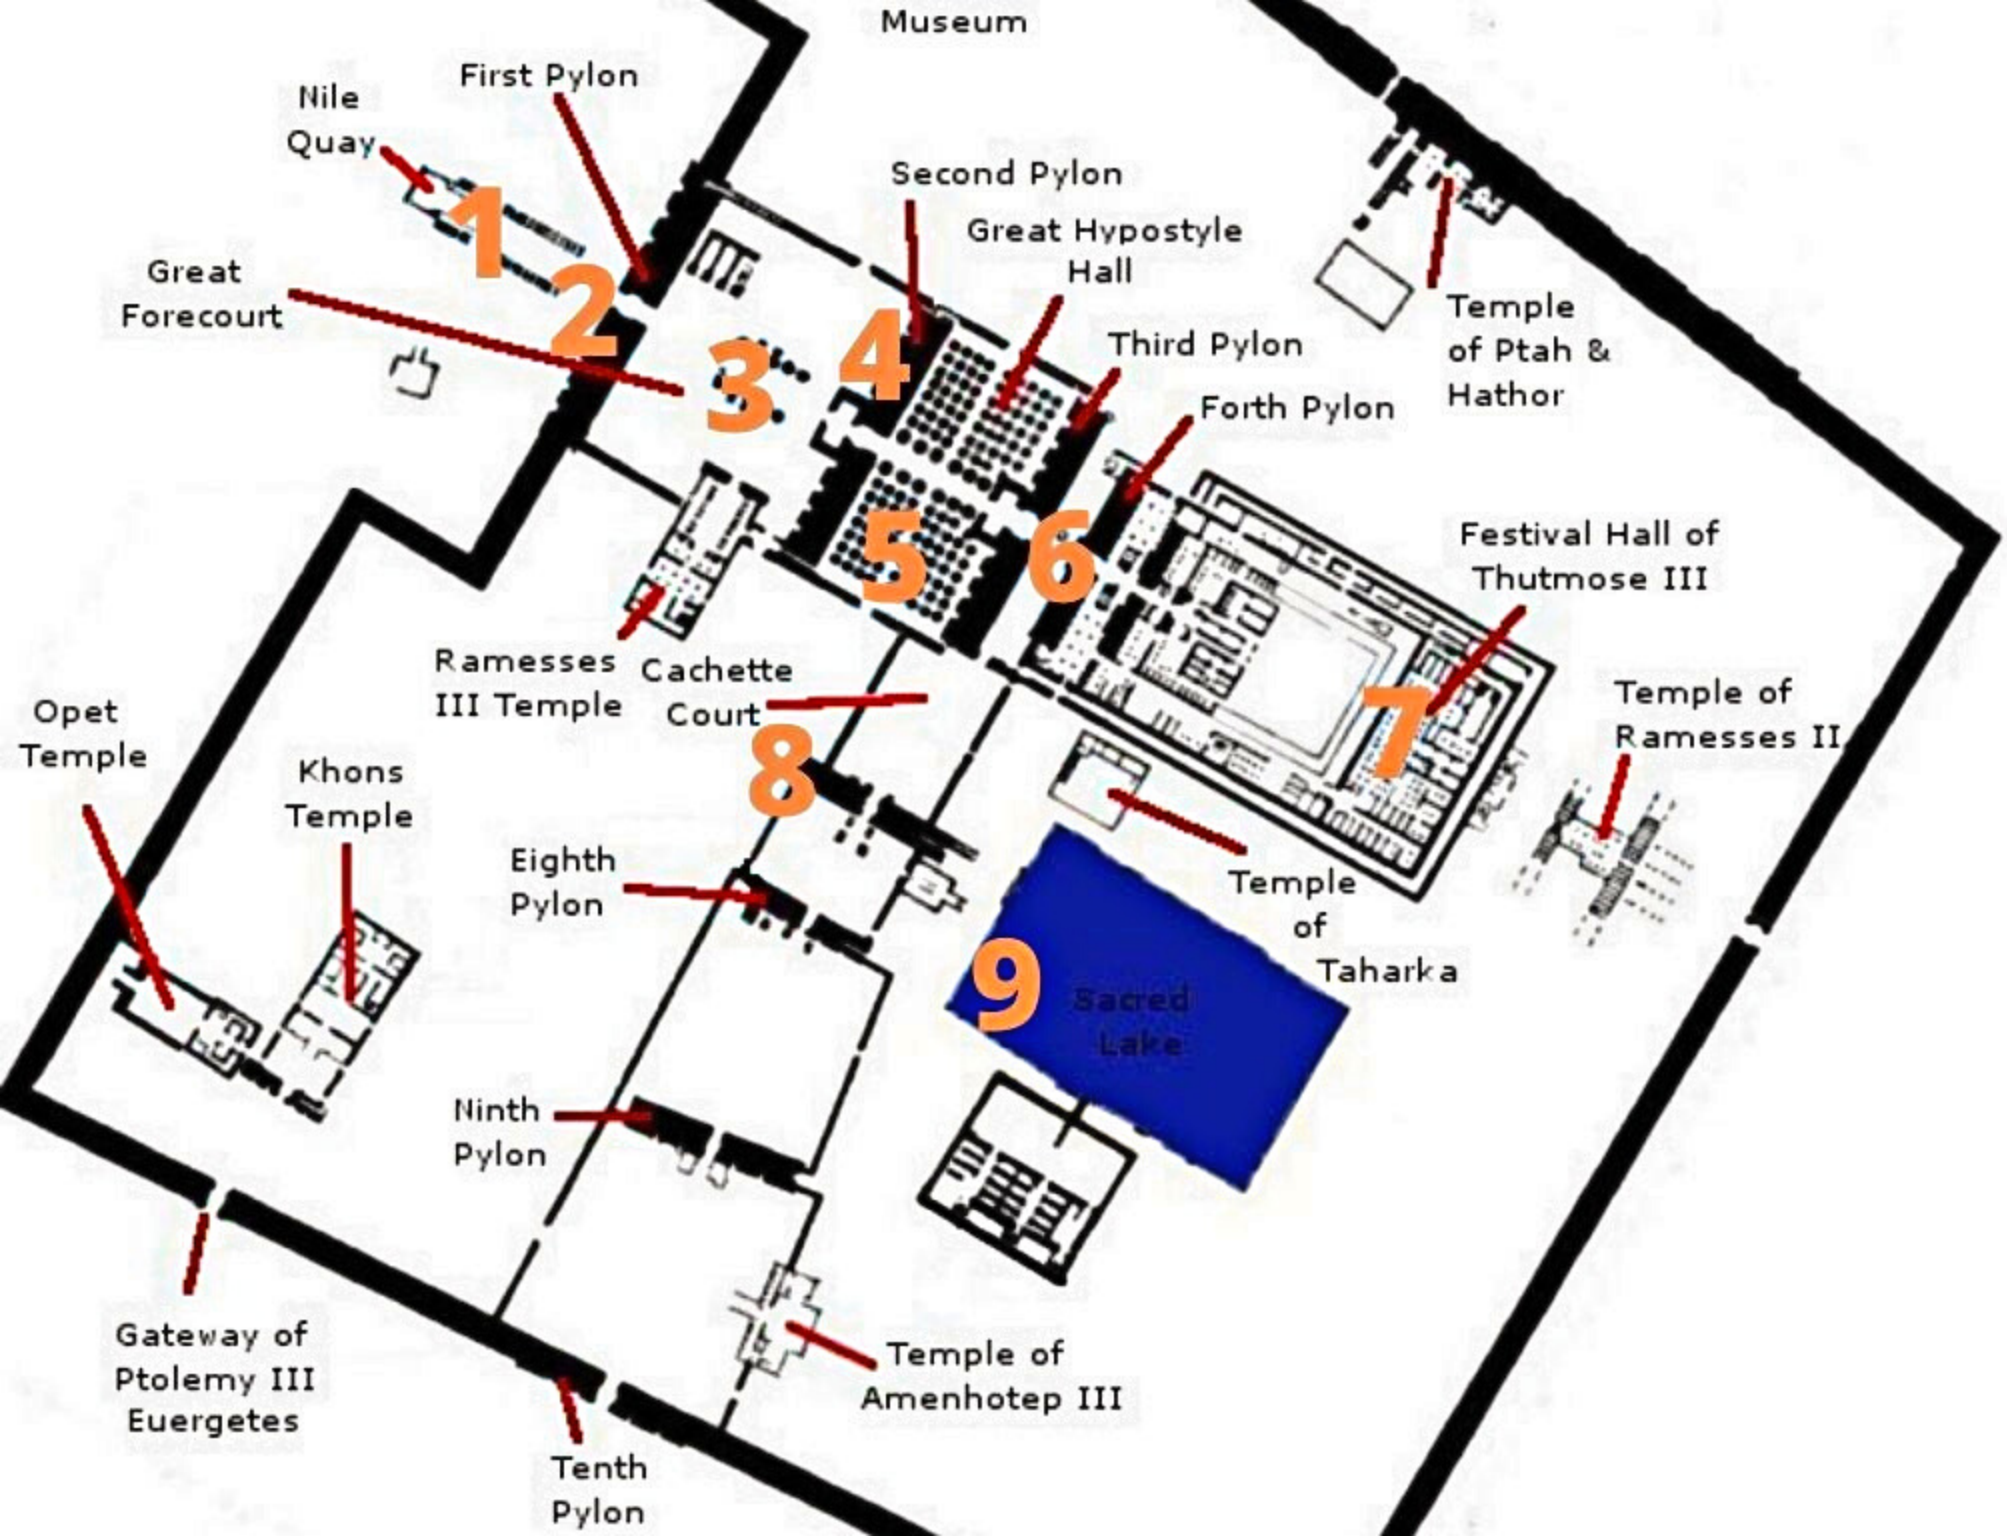 Museum
First Pylon
Nile
Quay
1
Second Pylon
Great Hypostyle
Hall
Great
Forecourt
2
3
4
Third Pylon
Temple
of Ptah &
Hathor
Forth Pylon
5
6
Festival Hall of
Thutmose III
Ramesses
III Temple
Cachette
Court
7
Temple of
Ramesses II
Opet
Temple
Khons
Temple
8
Eighth
Pylon
Temple
of
Taharka
9
Sacred
Lake
Ninth
Pylon
Gateway of
Ptolemy III
Euergetes
Temple of
Amenhotep III
Tenth
Pylon